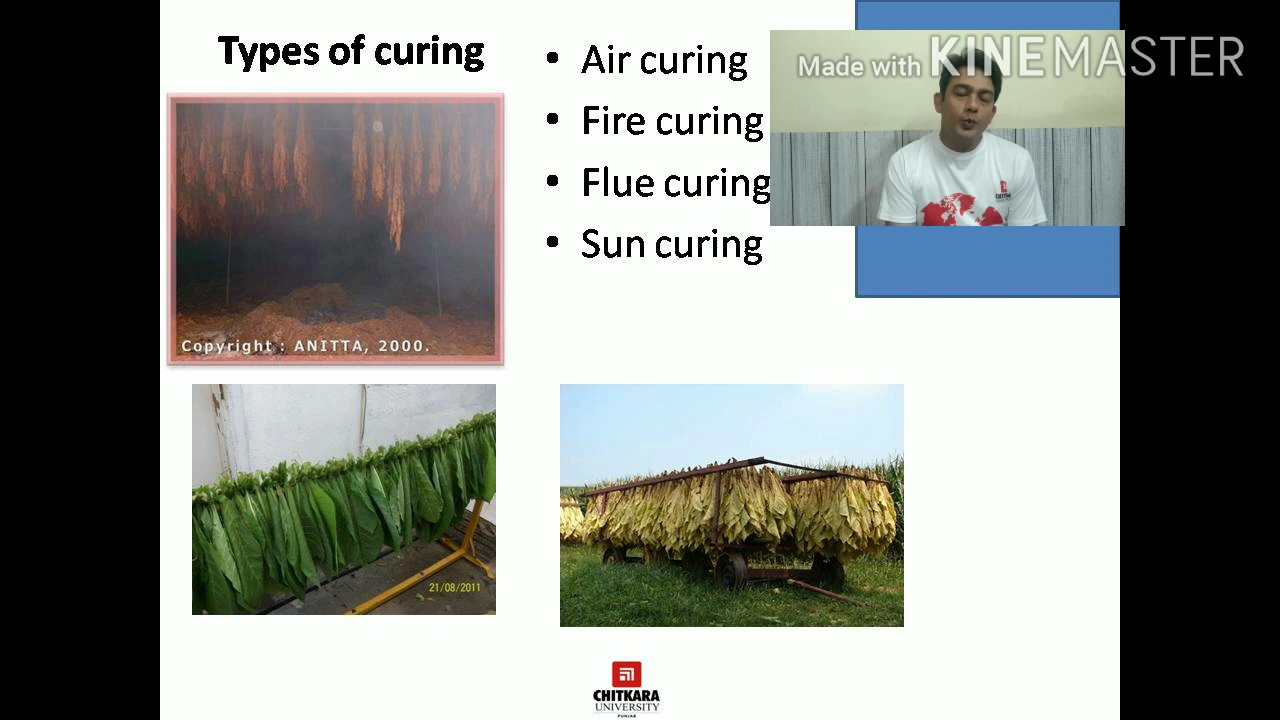 Types of curing
• Air curing
• Fire curing
• Flue curing
• Sun curing
Made with KINEMASTER
CHITKARA
Copyright : ANITTA, 2000.
21/08/2011
CHITKARA
UNIVERSITY
PUNJAB